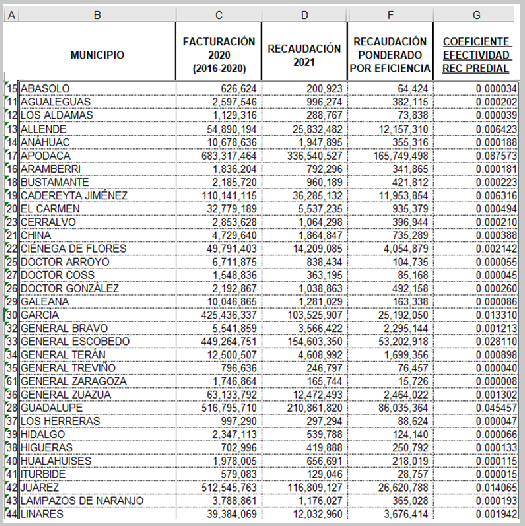 A B C D F G
MUNICIPIO FACTURACIÓN 2020 (2016-2020) RECAUDACIÓN 2021 RECAUDACIÓN PONDERADO POR EFICIENCIA COEFICIENTE EFECTIVIDAD REC PREDIAL
15 ABASOLO 626,624 200,923 64,424 0.000034
11 AGUALEGUAS 2,597,546 996,274 382,115 0.000202
12 LOS ALDAMAS 1,129,316 288,767 73,838 0.000039
13 ALLENDE 54,890,194 25,832,482 12,157,310 0.006423
14 ANÁHUAC 10,678,636 1,947,895 355,316 0.000188
17 APODACA 683,317,464 336,540,527 165,749,498 0.087573
16 ARAMBERRI 1,836,204 792,296 341,865 0.000181
18 BUSTAMANTE 2,185,720 960,189 421,812 0.000223
19 CADEREYTA JIMÉNEZ 110,141,115 36,285,132 11,953,854 0.006316
20 EL CARMEN 32,779,189 5,537,235 935,379 0.000494
23 CERRALVO 2,853,628 1,064,298 396,944 0.000210
21 CHINA 4,729,640 1,864,847 735,289 0.000388
22 CIÉNEGA DE FLORES 49,791,403 14,209,085 4,054,879 0.002142
25 DOCTOR ARROYO 6,711,875 838,434 104,736 0.000055
27 DOCTOR COSS 1,548,836 363,195 85,168 0.000045
26 DOCTOR GONZÁLEZ 2,192,867 1,038,863 492,158 0.000260
29 GALEANA 10,046,865 1,281,029 163,338 0.000086
30 GARCÍA 425,436,337 103,525,907 25,192,050 0.013310
32 GENERAL BRAVO 5,541,859 3,566,422 2,295,144 0.001213
33 GENERAL ESCOBEDO 449,264,751 154,603,350 53,202,918 0.028110
34 GENERAL TERÁN 12,500,507 4,608,992 1,699,356 0.000898
35 GENERAL TREVIÑO 796,636 246,797 76,457 0.000040
61 GENERAL ZARAGOZA 1,746,864 165,744 15,726 0.000008
36 GENERAL ZUAZUA 63,133,792 12,472,493 2,464,022 0.001302
28 GUADALUPE 516,795,710 210,861,820 86,035,364 0.045457
37 LOS HERRERAS 997,290 297,294 88,624 0.000047
39 HIDALGO 2,347,113 539,788 124,140 0.000066
38 HIGUERAS 702,996 419,888 250,792 0.000133
40 HUALAHUISES 1,978,005 656,691 218,019 0.000115
41 ITURBIDE 579,083 129,046 28,757 0.000015
42 JUÁREZ 512,545,763 116,809,127 26,620,788 0.014065
43 LAMPAZOS DE NARANJO 3,788,861 1,176,027 365,028 0.000193
44 LINARES 39,384,069 12,032,960 3,676,414 0.001942